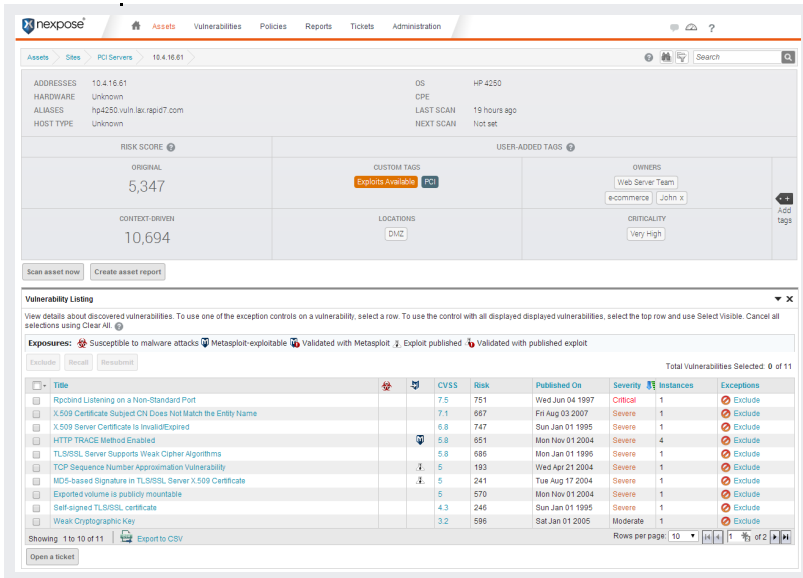 nexpose®
Assets Vulnerabilities Policies Reports Tickets Administration
?
Assets Sites PCI Servers 10.4.16.61
Search
ADDRESSES 10.4.16.61 OS HP 4250
HARDWARE Unknown CPE
ALIASES hp4250.vuln.lax.rapid7.com LAST SCAN 19 hours ago
HOST TYPE Unknown NEXT SCAN Not set
RISK SCORE USER-ADDED TAGS
ORIGINAL CUSTOM TAGS OWNERS
5,347 Exploits Available PCI Web Server Team
e-commerce John x
Add tags
CONTEXT-DRIVEN LOCATIONS CRITICALITY
10,694 DMZ Very High
Scan asset now Create asset report
Vulnerability Listing
View details about discovered vulnerabilities. To use one of the exception controls on a vulnerability, select a row. To use the control with all displayed displayed vulnerabilities, select the top row and use Select Visible. Cancel all
selections using Clear All.
Exposures: Susceptible to malware attacks Metasploit-exploitable Validated with Metasploit Exploit published Validated with published exploit
Exclude Recall Resubmit
Total Vulnerabilities Selected: 0 of 11
Title CVSS Risk Published On Severity Instances Exceptions
Rpcbind Listening on a Non-Standard Port 7.5 751 Wed Jun 04 1997 Critical 1 Exclude
X.509 Certificate Subject CN Does Not Match the Entity Name 7.1 667 Fri Aug 03 2007 Severe 1 Exclude
X.509 Server Certificate Is Invalid/Expired 6.8 747 Sun Jan 01 1995 Severe 1 Exclude
HTTP TRACE Method Enabled 5.8 651 Mon Nov 01 2004 Severe 4 Exclude
TLS/SSL Server Supports Weak Cipher Algorithms 5.8 686 Mon Jan 01 1996 Severe 1 Exclude
TCP Sequence Number Approximation Vulnerability 5 193 Wed Apr 21 2004 Severe 1 Exclude
MD5-based Signature in TLS/SSL Server X.509 Certificate 5 241 Tue Aug 17 2004 Severe 1 Exclude
Exported volume is publicly mountable 5 570 Mon Nov 01 2004 Severe 1 Exclude
Self-signed TLS/SSL certificate 4.3 246 Sun Jan 01 1995 Severe 1 Exclude
Weak Cryptographic Key 3.2 596 Sat Jan 01 2005 Moderate 1 Exclude
Showing 1 to 10 of 11 Export to CSV Rows per page: 10 1 of 2
Open a ticket